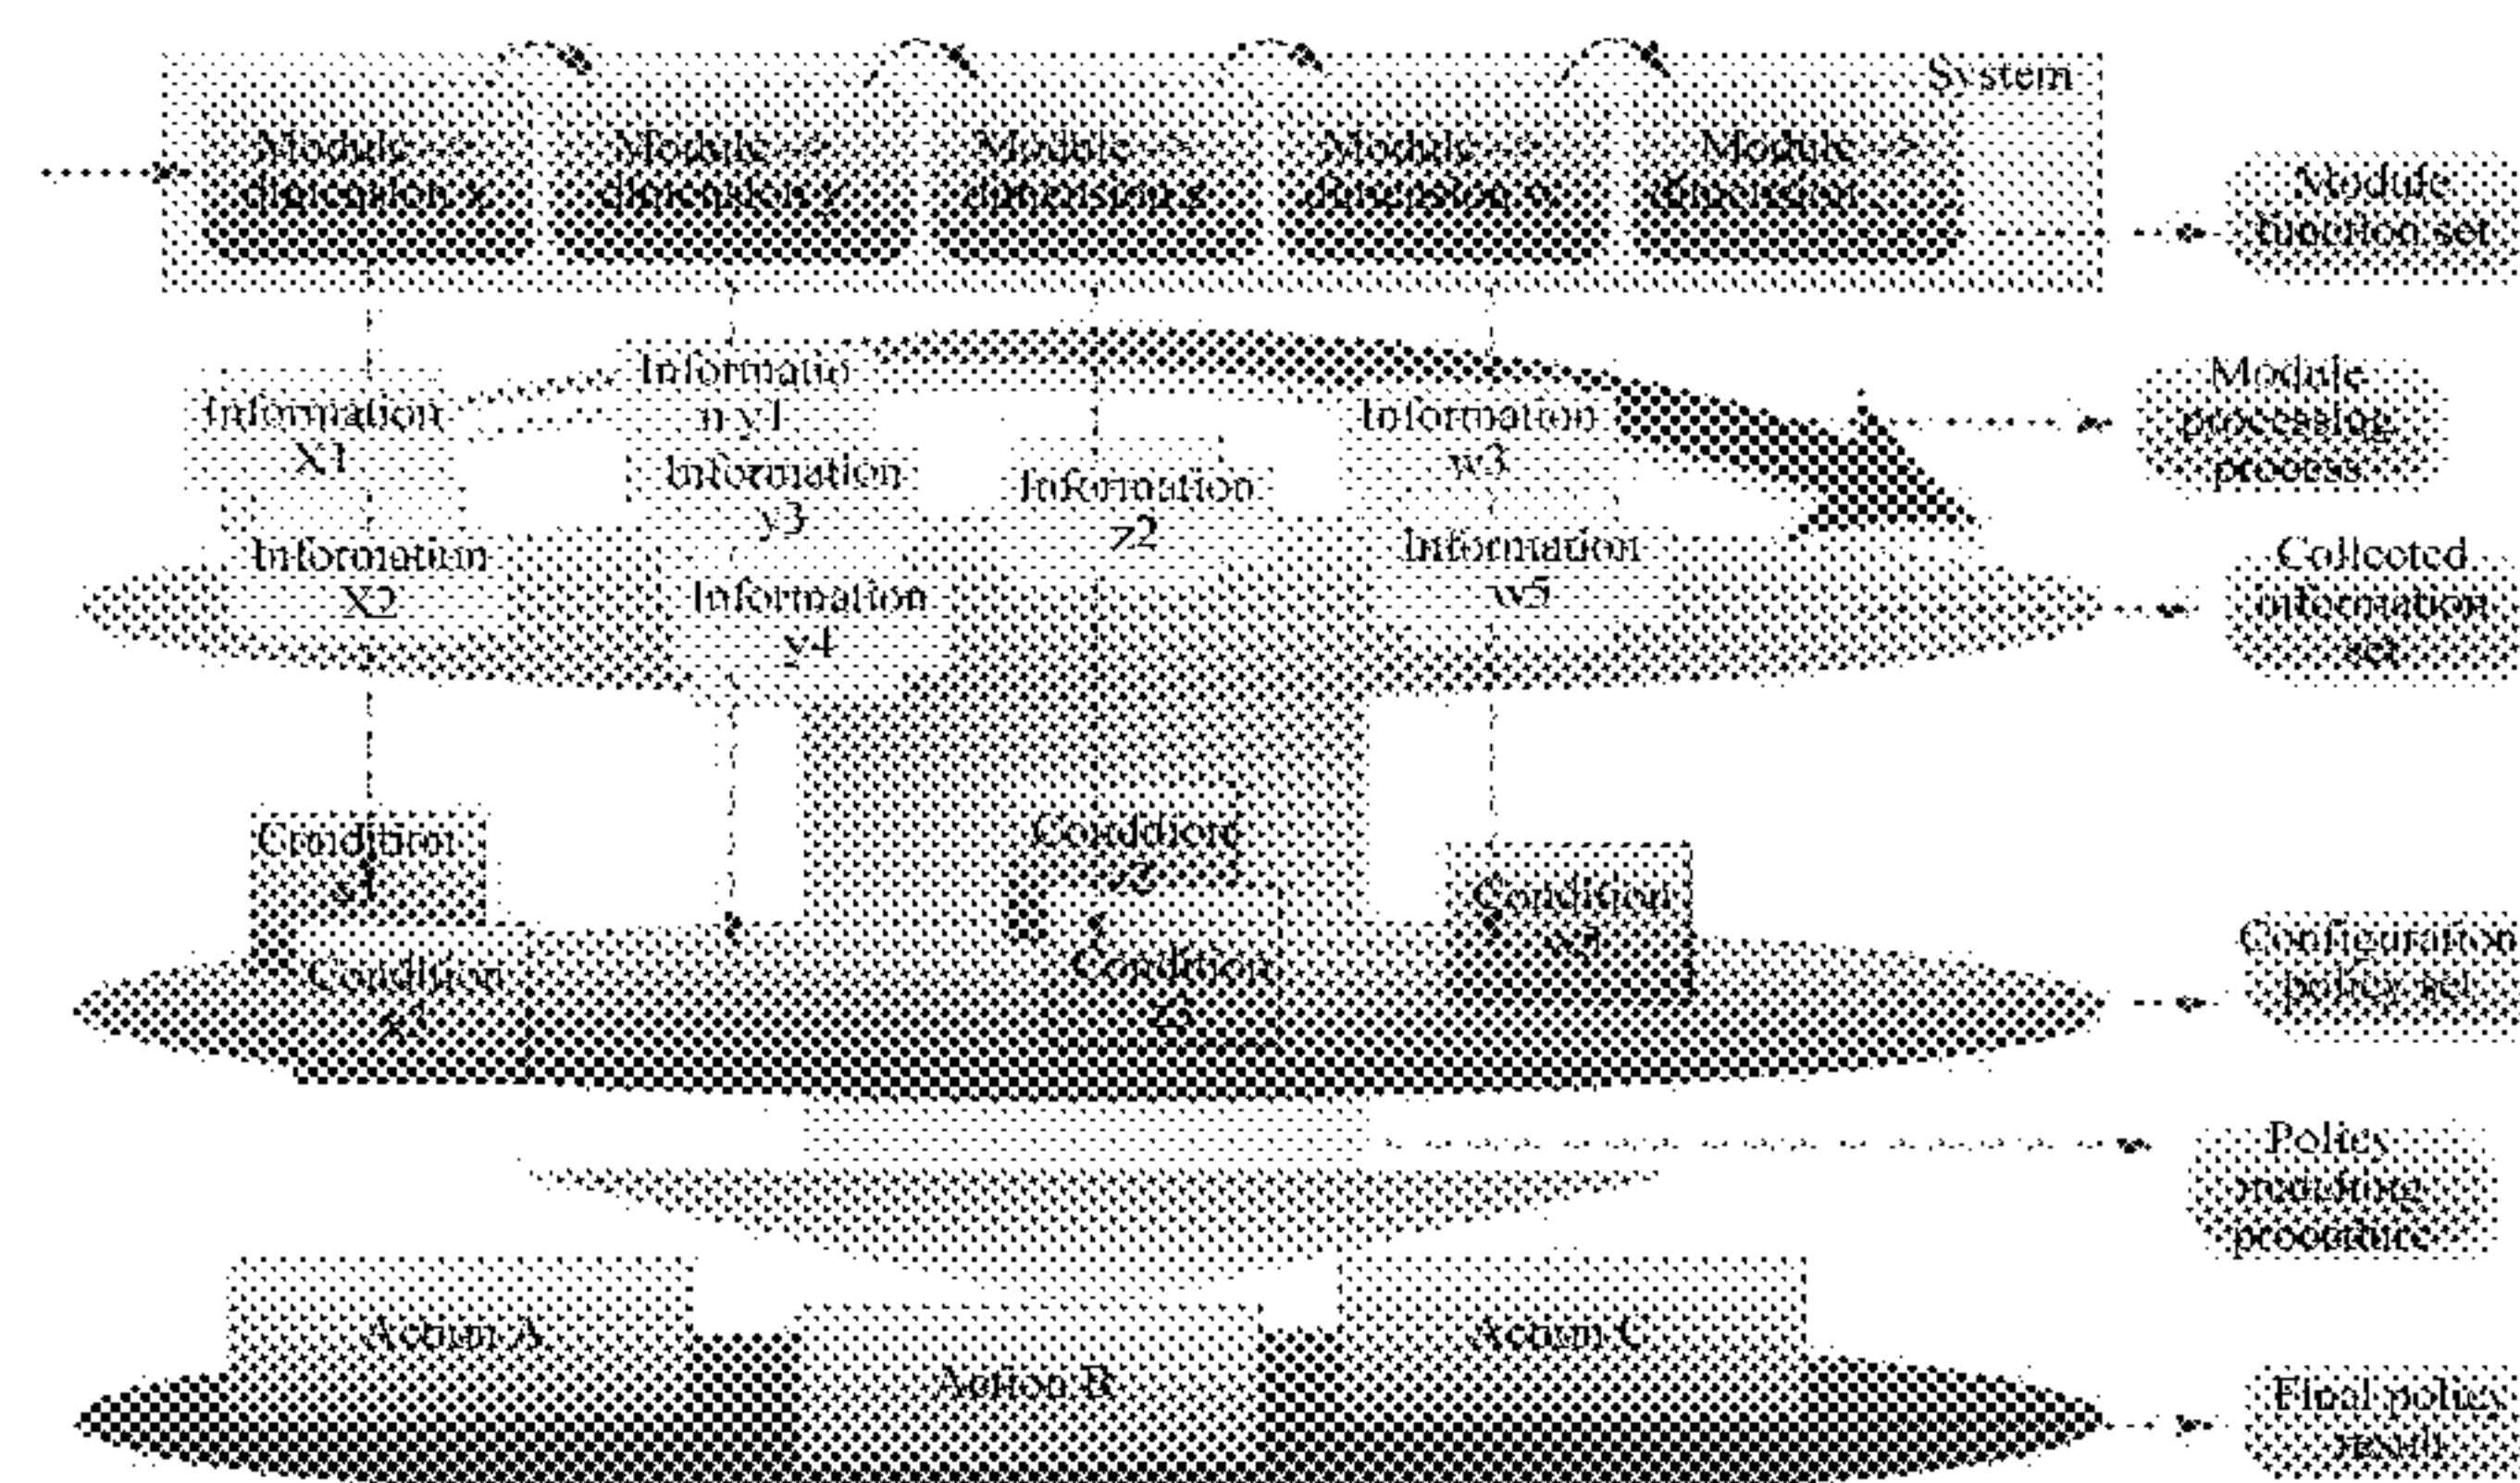 System
Module -->
dimension x
Module -->
dimension y
Module -->
dimension z
Module -->
dimension
Module -->
dimension
Module
function set
Information
X1
Informatio
n y1
Information
y3
Information
z2
Information
w3
Module
processing
process
Information
X2
Information
y4
Information
w5
Collected
information
set
Condition
x1
Condition
Condition
Condition
Condition
Configuration
policy set
Policy
matching
procedure
Action A
Action B
Action C
Final policy
result